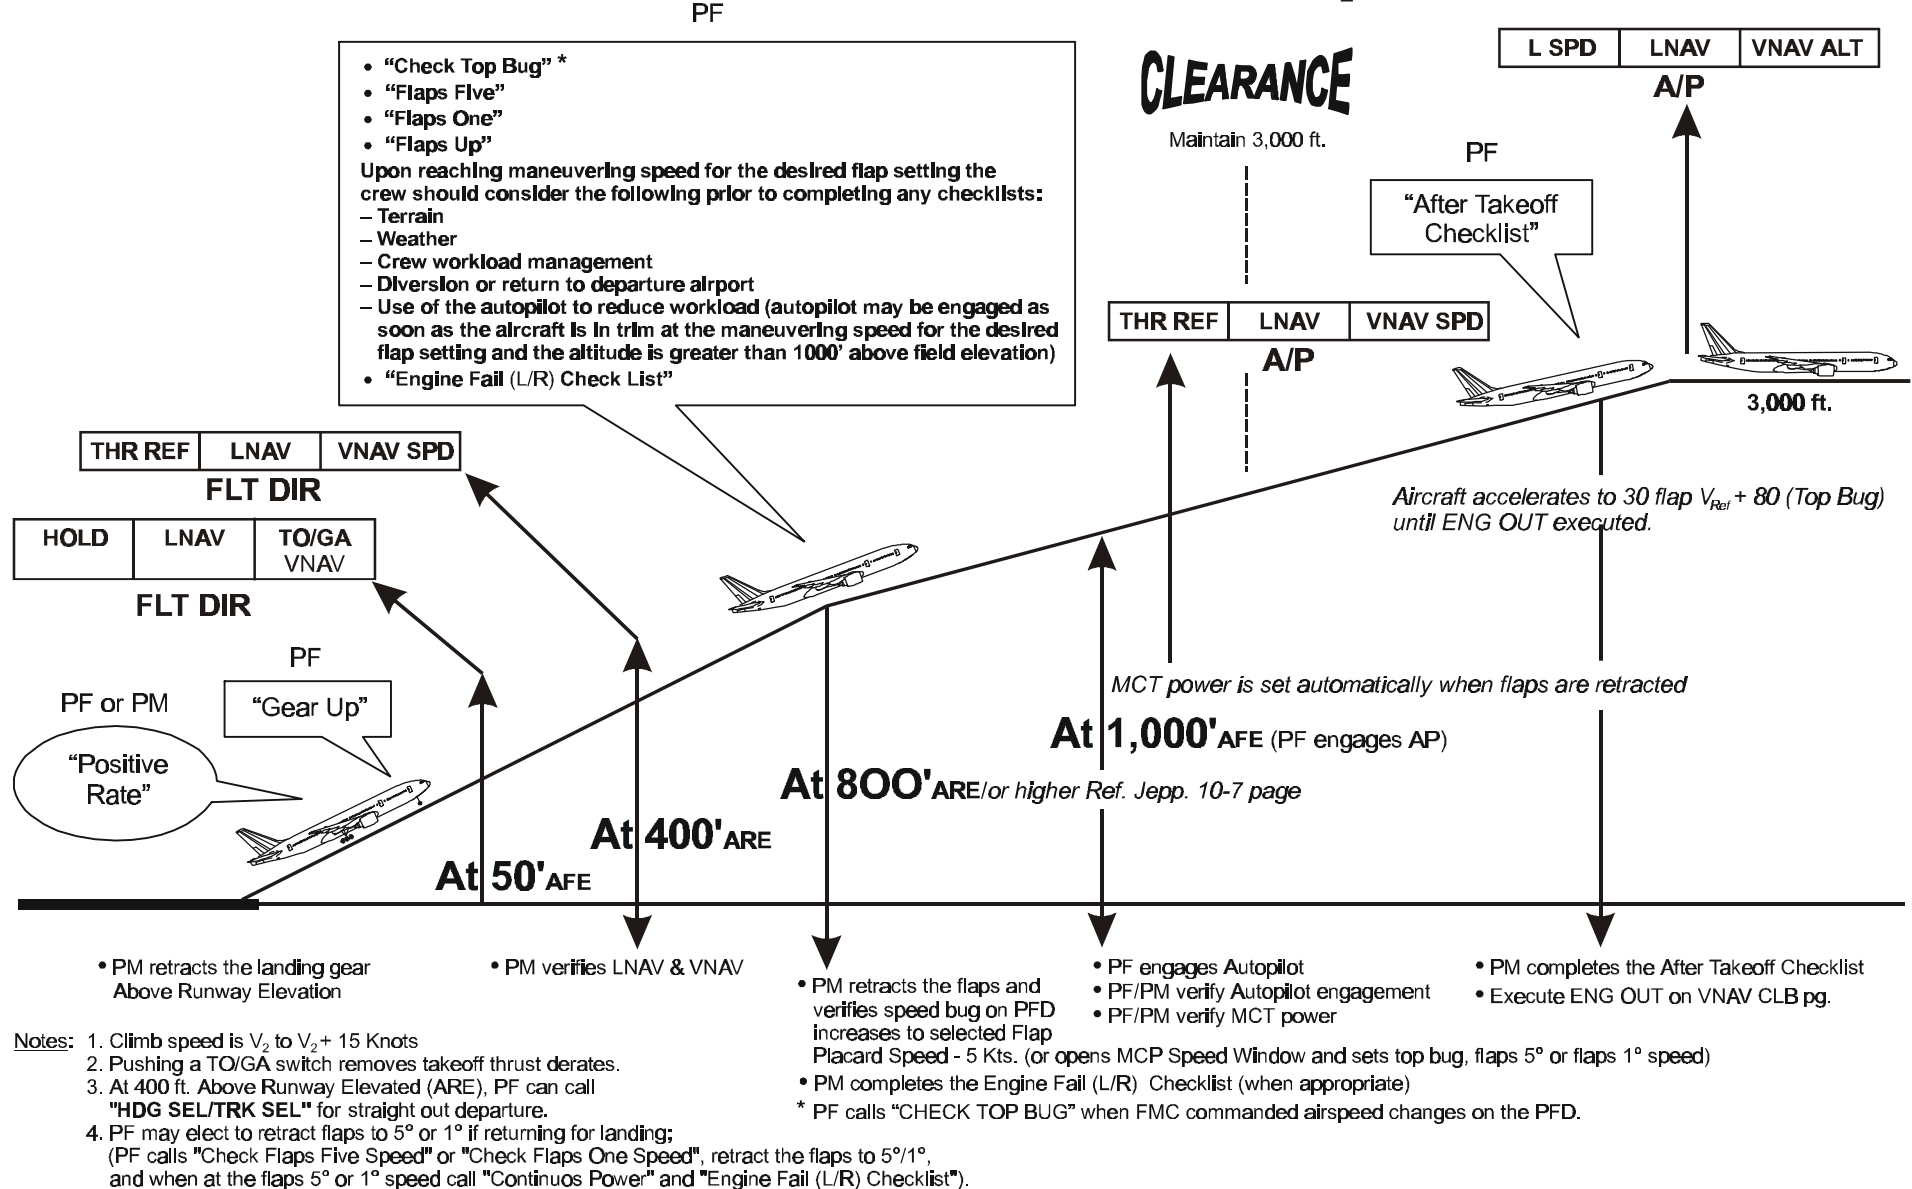 PF
• “Check Top Bug” *
• “Flaps FIve”
• “Flaps One”
• “Flaps Up”
Upon reaching maneuvering speed for the desired flap setting the
crew should consider the following prior to completing any checklists:
– Terrain
– Weather
– Crew workload management
– Diversion or return to departure airport
– Use of the autopilot to reduce workload (autopilot may be engaged as
soon as the aircraft is in trim at the maneuvering speed for the desired
flap setting and the altitude is greater than 1000’ above field elevation)
• “Engine Fail (L/R) Check List”
CLEARANCE
Maintain 3,000 ft.
L SPD LNAV VNAV ALT
A/P
PF
“After Takeoff
Checklist”
THR REF LNAV VNAV SPD
A/P
3,000 ft.
THR REF LNAV VNAV SPD
FLT DIR
HOLD LNAV TO/GA
VNAV
FLT DIR
Aircraft accelerates to 30 flap VRef + 80 (Top Bug)
until ENG OUT executed.
PF
“Gear Up”
PF or PM
“Positive
Rate”
MCT power is set automatically when flaps are retracted
At 1,000' AFE (PF engages AP)
At 8OO' ARE/or higher Ref. Jepp. 10-7 page
At 400' ARE
At 50' AFE
• PM retracts the landing gear
Above Runway Elevation
• PM verifies LNAV & VNAV
• PM retracts the flaps and
verifies speed bug on PFD
increases to selected Flap
Placard Speed - 5 Kts. (or opens MCP Speed Window and sets top bug, flaps 5° or flaps 1° speed)
• PM completes the Engine Fail (L/R) Checklist (when appropriate)
* PF calls “CHECK TOP BUG” when FMC commanded airspeed changes on the PFD.
• PF engages Autopilot
• PF/PM verify Autopilot engagement
• PF/PM verify MCT power
• PM completes the After Takeoff Checklist
• Execute ENG OUT on VNAV CLB pg.
Notes: 1. Climb speed is V2 to V2 + 15 Knots
2. Pushing a TO/GA switch removes takeoff thrust derates.
3. At 400 ft. Above Runway Elevated (ARE), PF can call
"HDG SEL/TRK SEL" for straight out departure.
4. PF may elect to retract flaps to 5° or 1° if returning for landing;
(PF calls "Check Flaps Five Speed" or "Check Flaps One Speed", retract the flaps to 5°/1°,
and when at the flaps 5° or 1° speed call "Continuos Power" and "Engine Fail (L/R) Checklist").